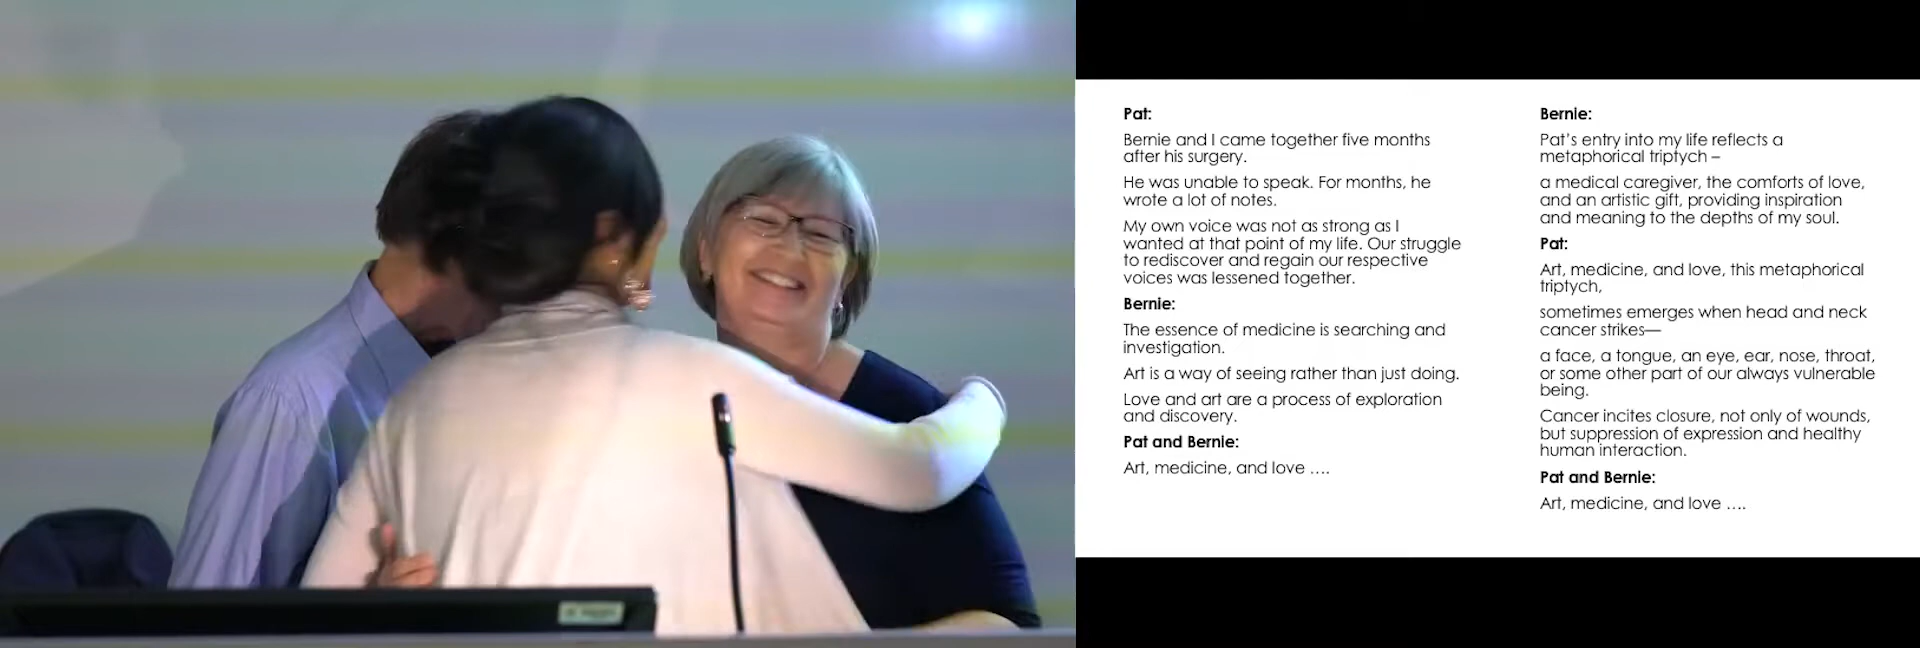 Pat:
Bernie and I came together five months
after his surgery.
He was unable to speak. For months, he
wrote a lot of notes.
My own voice was not as strong as I
wanted at that point of my life. Our struggle
to rediscover and regain our respective
voices was lessened together.
Bernie:
The essence of medicine is searching and
investigation.
Art is a way of seeing rather than just doing.
Love and art are a process of exploration
and discovery.
Pat and Bernie:
Art, medicine, and love ....
Bernie:
Pat's entry into my life reflects a
metaphorical triptych –
a medical caregiver, the comforts of love,
and an artistic gift, providing inspiration
and meaning to the depths of my soul.
Pat:
Art, medicine, and love, this metaphorical
triptych,
sometimes emerges when head and neck
cancer strikes—
a face, a tongue, an eye, ear, nose, throat,
or some other part of our always vulnerable
being.
Cancer incites closure, not only of wounds,
but suppression of expression and healthy
human interaction.
Pat and Bernie:
Art, medicine, and love ....